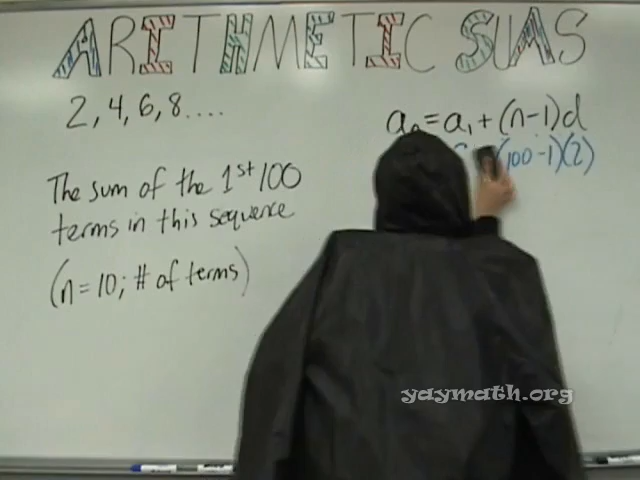 ARITHMETIC SUMS
2, 4, 6, 8....
aₙ = a₁ + (n-1)d
(100-1)(2)
The sum of the 1st 100
terms in this sequence
(n = 10; # of terms)
yaymath.org